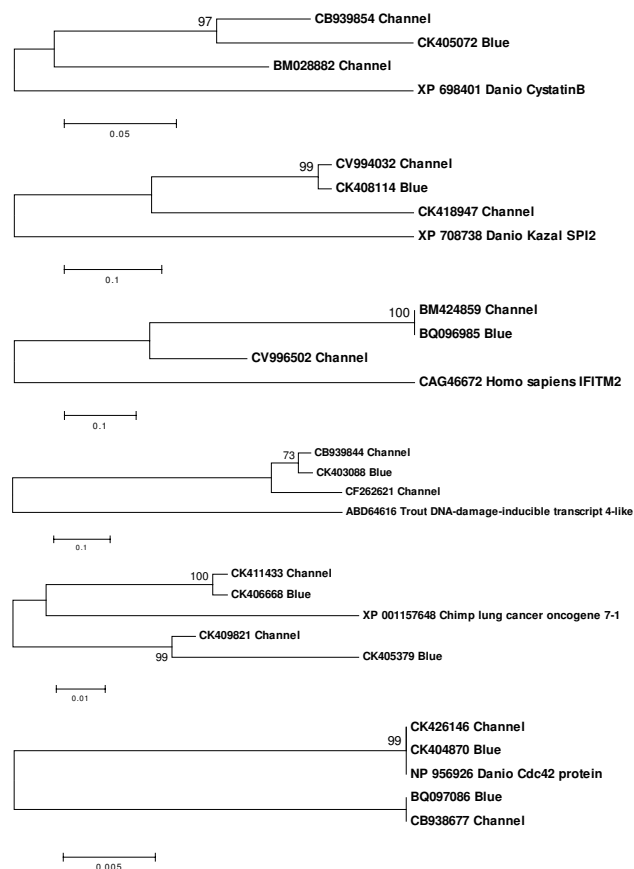 97
CB939854 Channel
CK405072 Blue
BM028882 Channel
XP 698401 Danio CystatinB
0.05
99
CV994032 Channel
CK408114 Blue
CK418947 Channel
XP 708738 Danio Kazal SPI2
0.1
100
BM424859 Channel
BQ096985 Blue
CV996502 Channel
CAG46672 Homo sapiens IFITM2
0.1
73
CB939844 Channel
CK403088 Blue
CF262621 Channel
ABD64616 Trout DNA-damage-inducible transcript 4-like
0.1
100
CK411433 Channel
CK406668 Blue
XP 001157648 Chimp lung cancer oncogene 7-1
CK409821 Channel
99
CK405379 Blue
0.01
CK426146 Channel
99
CK404870 Blue
NP 956926 Danio Cdc42 protein
BQ097086 Blue
CB938677 Channel
0.005